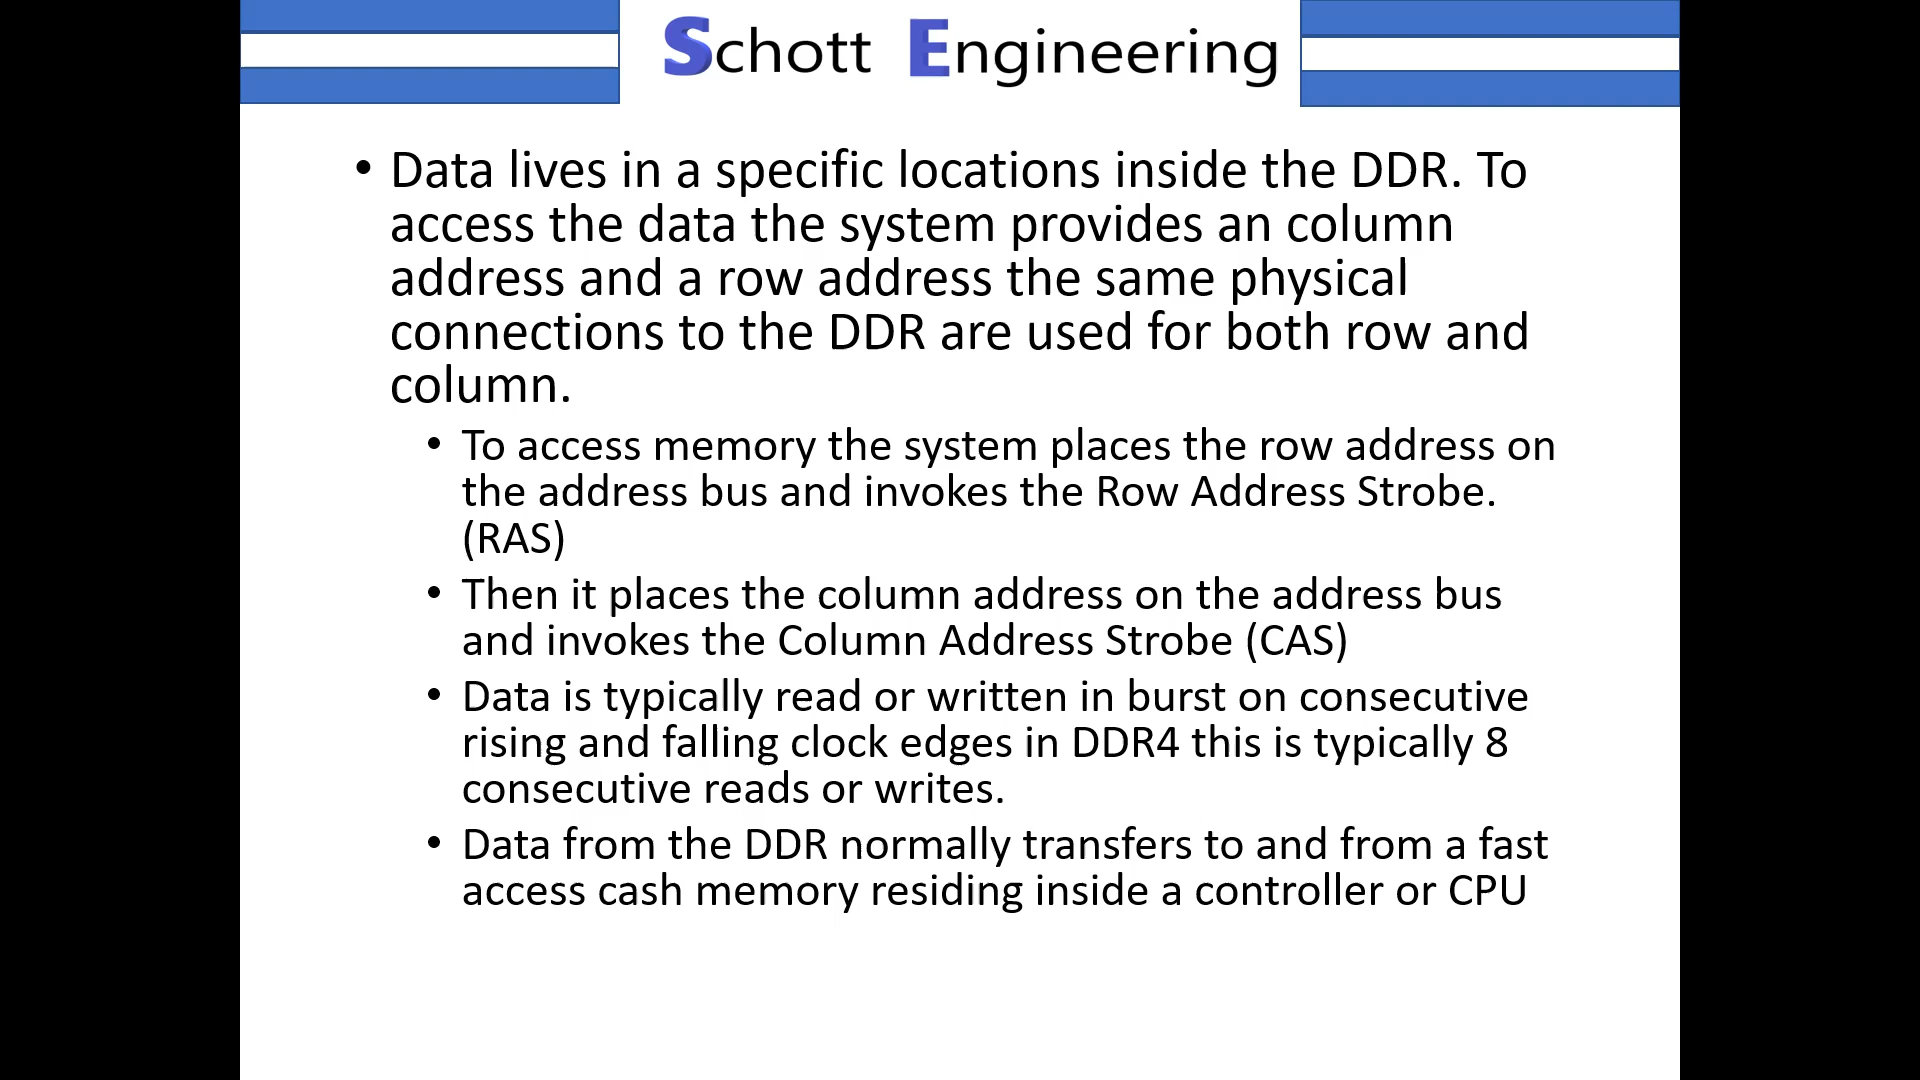 Schott Engineering
• Data lives in a specific locations inside the DDR. To
access the data the system provides an column
address and a row address the same physical
connections to the DDR are used for both row and
column.
• To access memory the system places the row address on
the address bus and invokes the Row Address Strobe.
(RAS)
• Then it places the column address on the address bus
and invokes the Column Address Strobe (CAS)
• Data is typically read or written in burst on consecutive
rising and falling clock edges in DDR4 this is typically 8
consecutive reads or writes.
• Data from the DDR normally transfers to and from a fast
access cash memory residing inside a controller or CPU